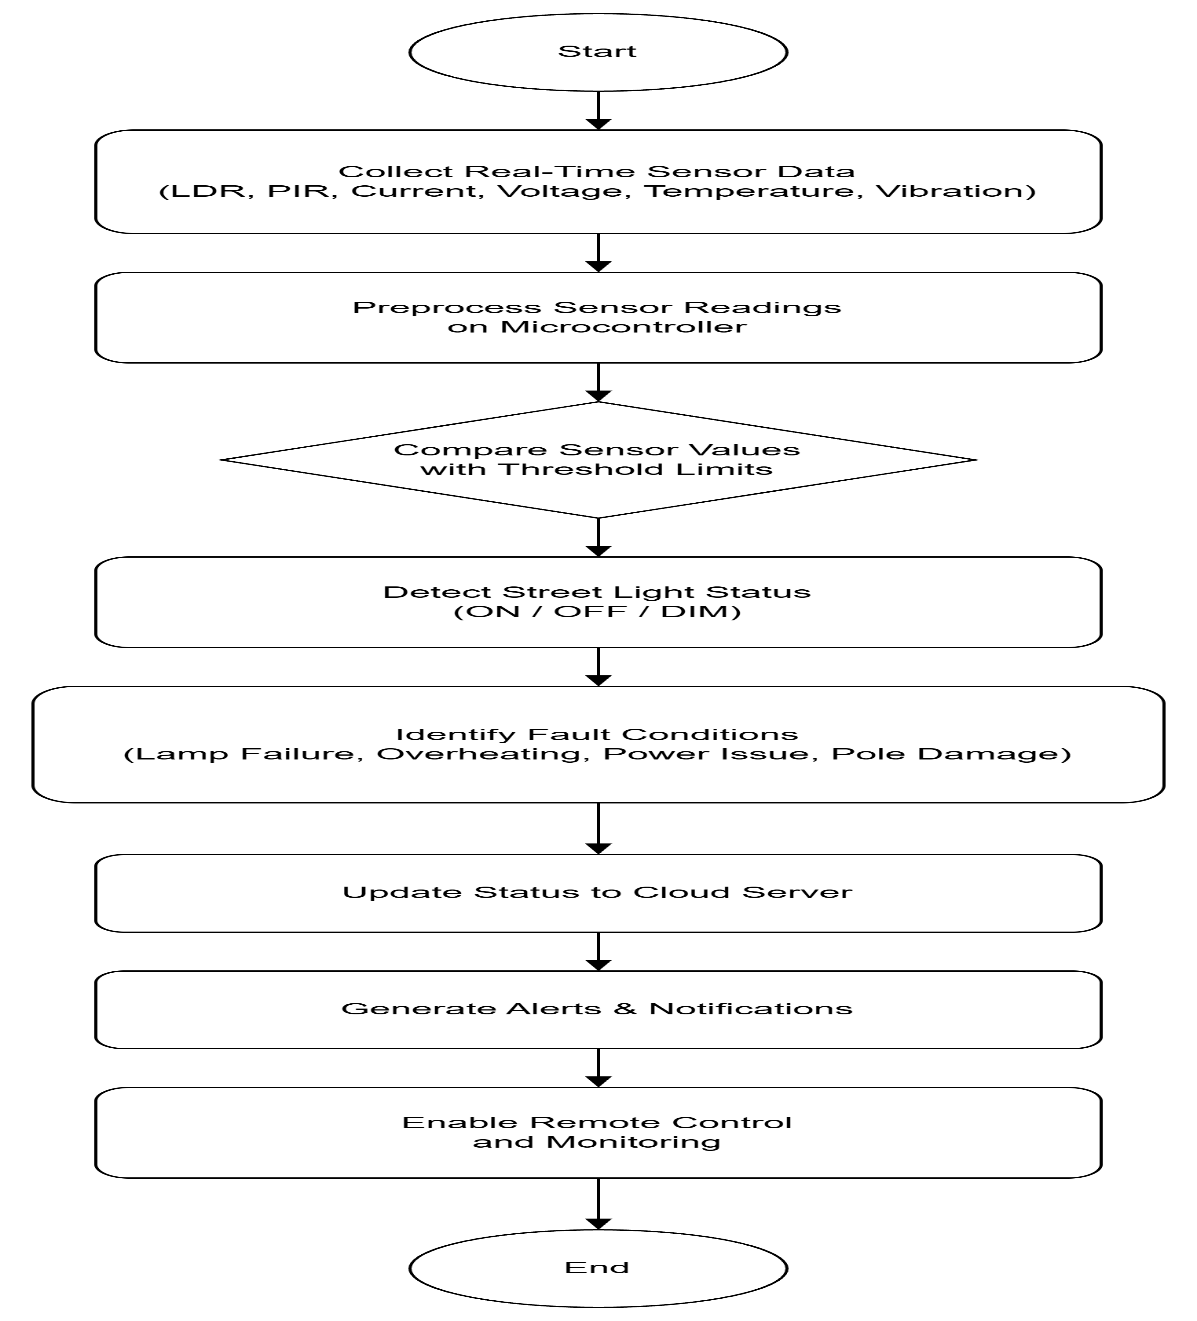 Start
Collect Real-Time Sensor Data
(LDR, PIR, Current, Voltage, Temperature, Vibration)
Preprocess Sensor Readings
on Microcontroller
Compare Sensor Values
with Threshold Limits
Detect Street Light Status
(ON / OFF / DIM)
Identify Fault Conditions
(Lamp Failure, Overheating, Power Issue, Pole Damage)
Update Status to Cloud Server
Generate Alerts & Notifications
Enable Remote Control
and Monitoring
End